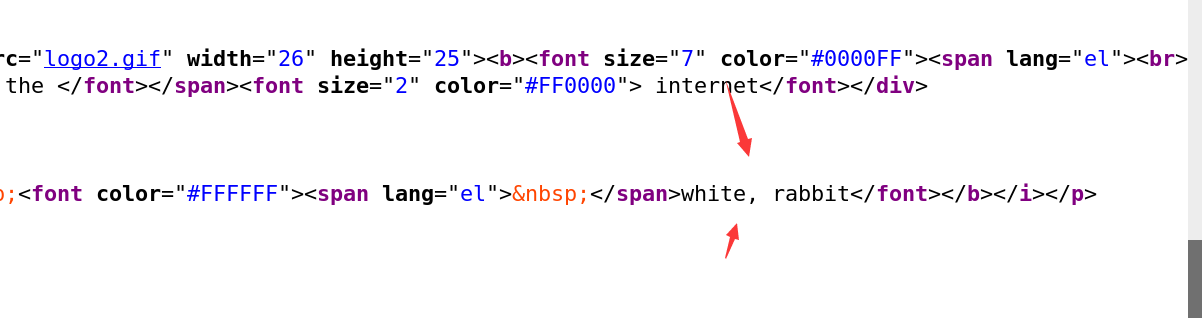 rc="logo2.gif" width="26" height="25"><b><font size="7" color="#0000FF"><span lang="el"><br>
the </font></span><font size="2" color="#FF0000"> internet</font></div>
p;<font color="#FFFFFF"><span lang="el">&nbsp;</span>white, rabbit</font></b></i></p>